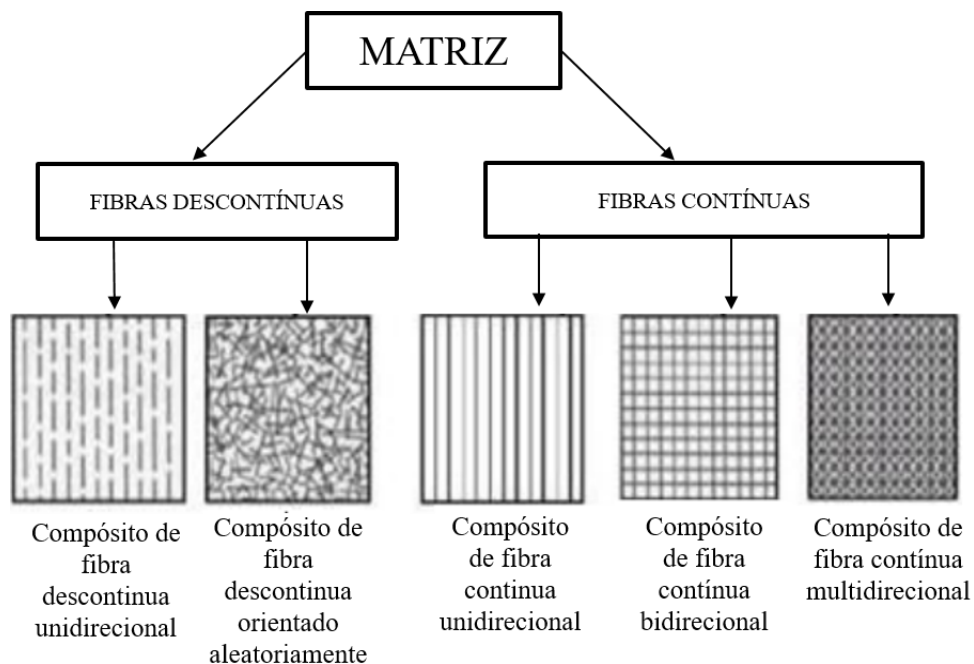 MATRIZ
FIBRAS DESCONTÍNUAS
FIBRAS CONTÍNUAS
Compósito de
fibra
descontinua
unidirecional
Compósito de
fibra
descontinua
orientado
aleatoriamente
Compósito
de fibra
continua
unidirecional
Compósito
de fibra
contínua
bidirecional
Compósito de
fibra contínua
multidirecional